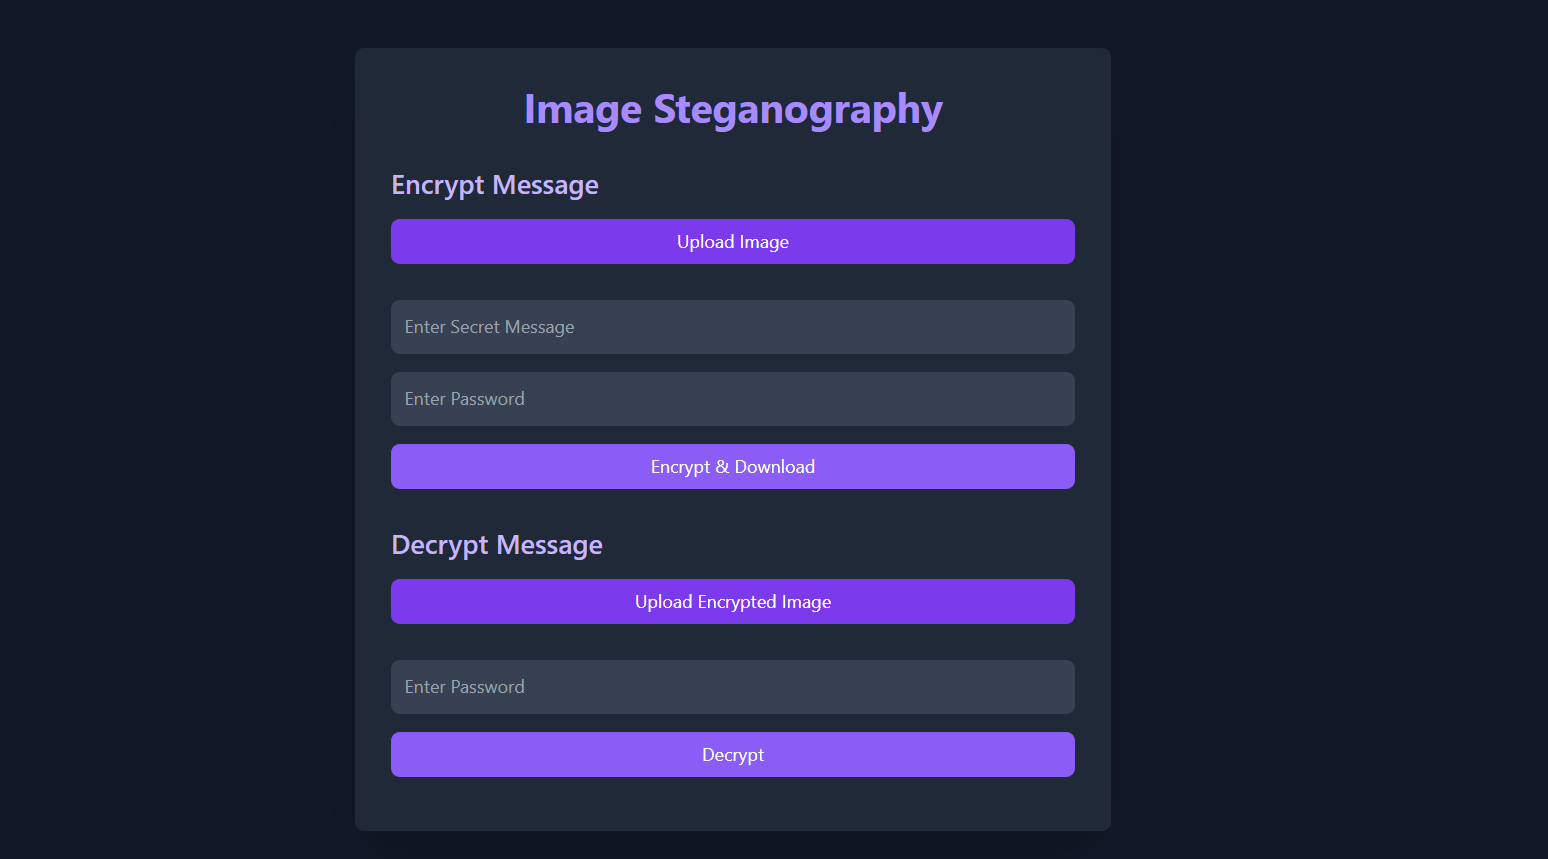 Image Steganography
Encrypt Message
Upload Image
Enter Secret Message
Enter Password
Encrypt & Download
Decrypt Message
Upload Encrypted Image
Enter Password
Decrypt